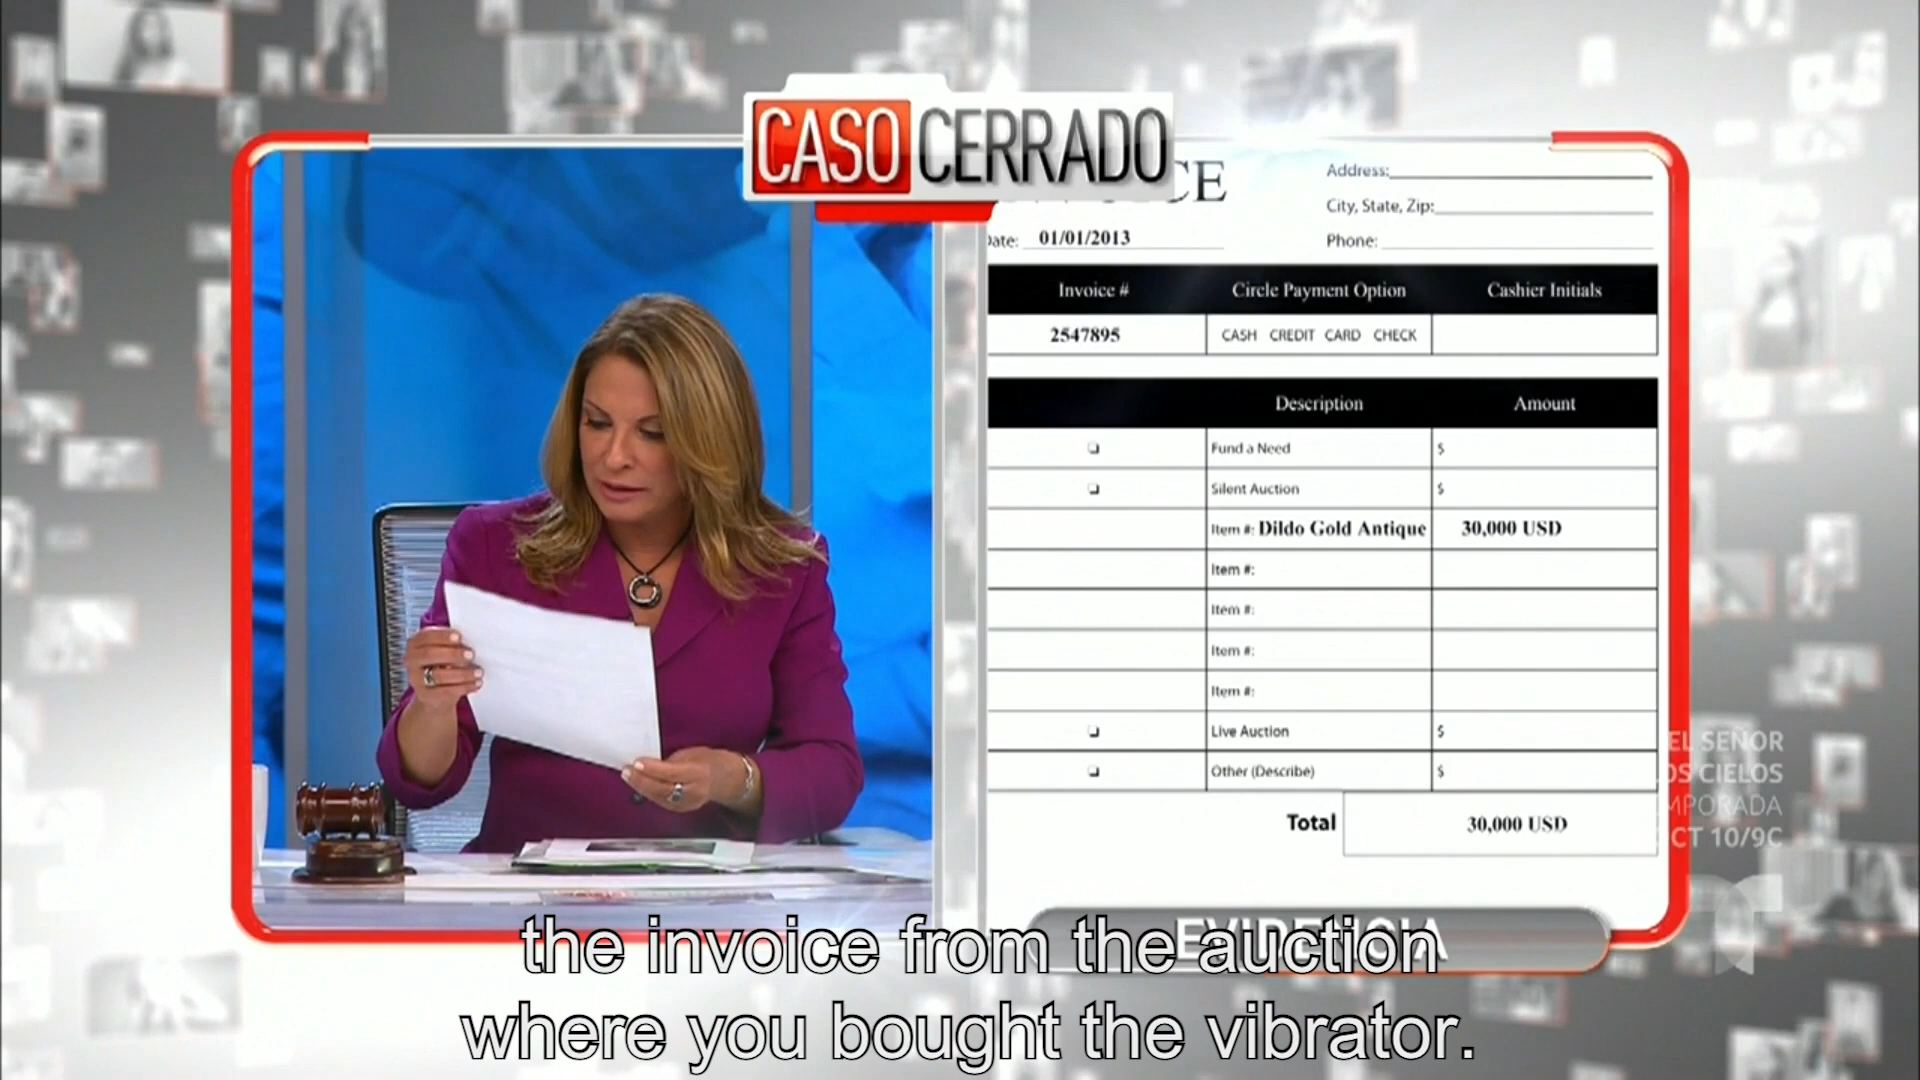 CASO CERRADO
CE
Address:
City, State, Zip:
Date: 01/01/2013
Phone:
Invoice # Circle Payment Option Cashier Initials
2547895 CASH CREDIT CARD CHECK
Description Amount
Fund a Need $
Silent Auction $
Item #: Dildo Gold Antique 30,000 USD
Item #:
Item #:
Item #:
Item #:
Live Auction $
Other (Describe) $
Total 30,000 USD
EL SEÑOR
OS CIELOS
MPORADA
CT 10/9C
EVIDENCIA
the invoice from the auction
where you bought the vibrator.